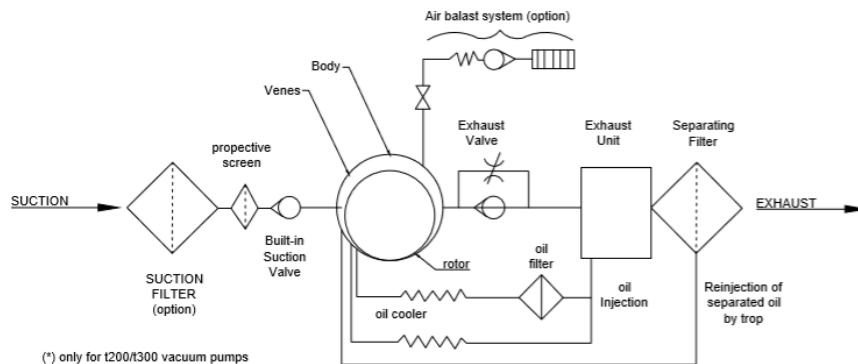 Air balast system (option)
Body
Venes
Exhaust
Valve
Exhaust
Unit
Separating
Filter
propective
screen
SUCTION
EXHAUST
Built-in
Suction
Valve
rotor
oil
filter
SUCTION
FILTER
(option)
oil cooler
oil
Injection
Reinjection of
separated oil
by trop
(*) only for t200/t300 vacuum pumps